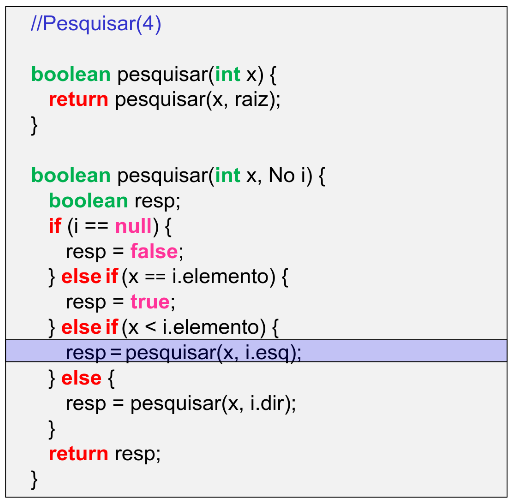 //Pesquisar(4)
boolean pesquisar(int x) {
return pesquisar(x, raiz);
}
boolean pesquisar(int x, No i) {
boolean resp;
if (i == null) {
resp = false;
} else if (x == i.elemento) {
resp = true;
} else if (x < i.elemento) {
resp = pesquisar(x, i.esq);
} else {
resp = pesquisar(x, i.dir);
}
return resp;
}